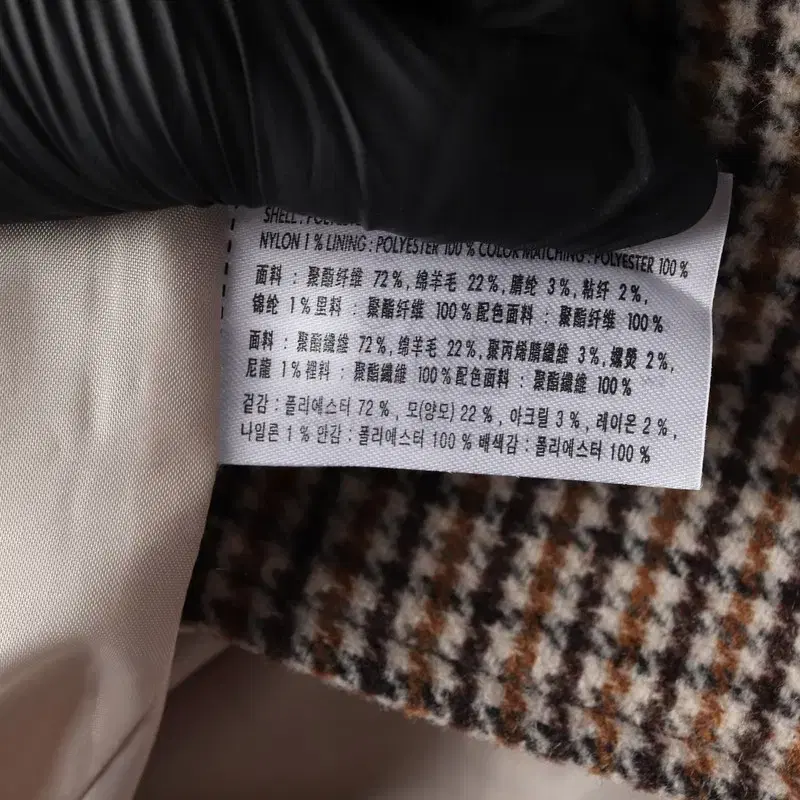 SHELL : POLYESTER
NYLON 1 % LINING : POLYESTER 100 % COLOR MATCHING : POLYESTER 100 %
面料 : 聚酯纤维 72 % , 绵羊毛 22 % , 腈纶 3 % , 粘纤 2 % ,
锦纶 1 % 里料 : 聚酯纤维 100 % 配色面料 : 聚酯纤维 100 %
面料 : 聚酯纖維 72 % , 绵羊毛 22 % , 聚丙烯腈纖維 3 % , 嫘熒 2 % ,
尼龍 1 % 裡料 : 聚酯纖維 100 % 配色面料 : 聚酯纖維 100 %
겉감 : 폴리에스터 72 % , 모(양모) 22 % , 아크릴 3 % , 레이온 2 % ,
나일론 1 % 안감 : 폴리에스터 100 % 배색감 : 폴리에스터 100 %